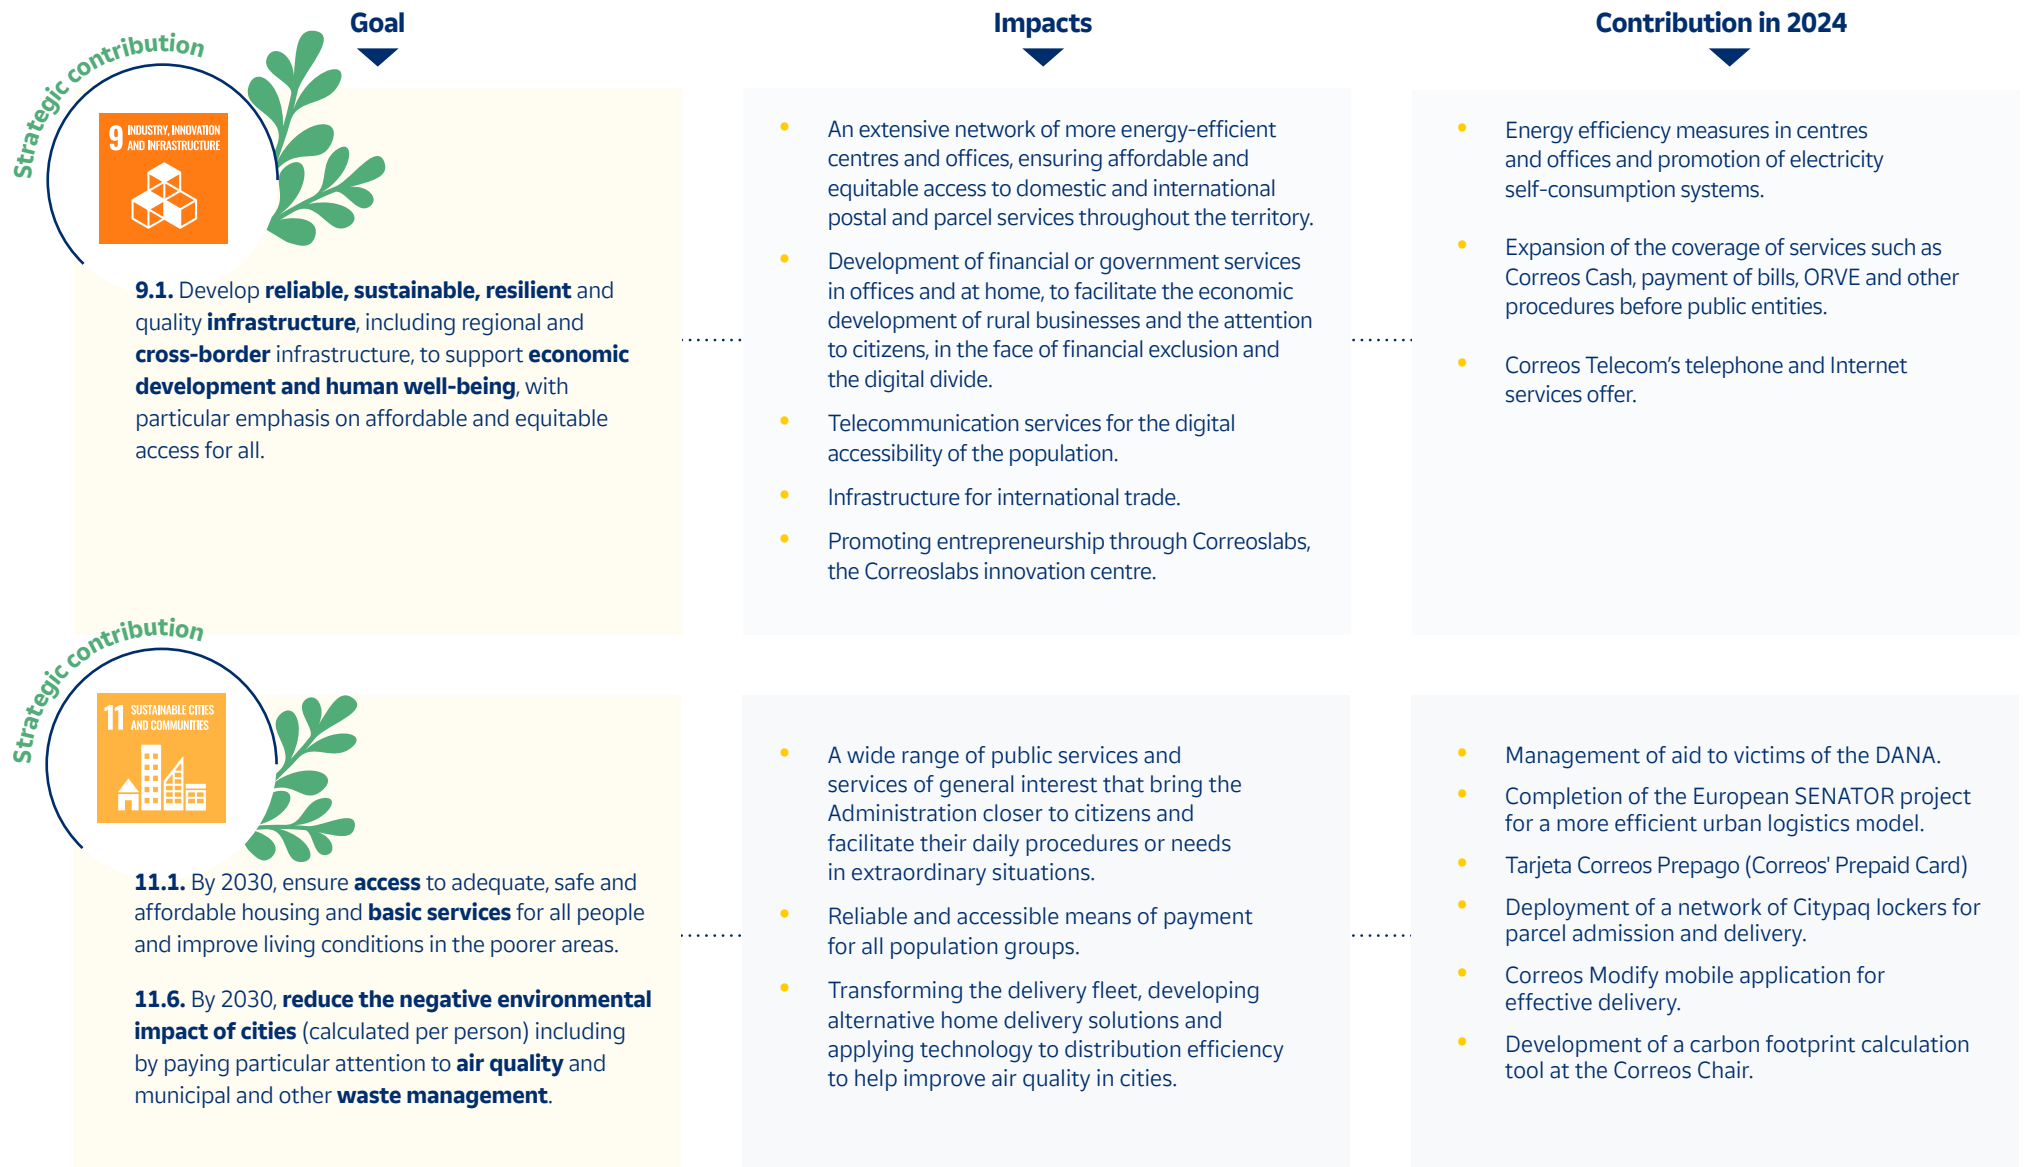 Goal
Impacts
Contribution in 2024
Strategic contribution
9 INDUSTRY, INNOVATION
AND INFRASTRUCTURE
9.1. Develop reliable, sustainable, resilient and
quality infrastructure, including regional and
cross-border infrastructure, to support economic
development and human well-being, with
particular emphasis on affordable and equitable
access for all.
• An extensive network of more energy-efficient
centres and offices, ensuring affordable and
equitable access to domestic and international
postal and parcel services throughout the territory.
• Development of financial or government services
in offices and at home, to facilitate the economic
development of rural businesses and the attention
to citizens, in the face of financial exclusion and
the digital divide.
• Telecommunication services for the digital
accessibility of the population.
• Infrastructure for international trade.
• Promoting entrepreneurship through Correoslabs,
the Correoslabs innovation centre.
• Energy efficiency measures in centres
and offices and promotion of electricity
self-consumption systems.
• Expansion of the coverage of services such as
Correos Cash, payment of bills, ORVE and other
procedures before public entities.
• Correos Telecom’s telephone and Internet
services offer.
Strategic contribution
11 SUSTAINABLE CITIES
AND COMMUNITIES
11.1. By 2030, ensure access to adequate, safe and
affordable housing and basic services for all people
and improve living conditions in the poorer areas.
11.6. By 2030, reduce the negative environmental
impact of cities (calculated per person) including
by paying particular attention to air quality and
municipal and other waste management.
• A wide range of public services and
services of general interest that bring the
Administration closer to citizens and
facilitate their daily procedures or needs
in extraordinary situations.
• Reliable and accessible means of payment
for all population groups.
• Transforming the delivery fleet, developing
alternative home delivery solutions and
applying technology to distribution efficiency
to help improve air quality in cities.
• Management of aid to victims of the DANA.
• Completion of the European SENATOR project
for a more efficient urban logistics model.
• Tarjeta Correos Prepago (Correos' Prepaid Card)
• Deployment of a network of Citypaq lockers for
parcel admission and delivery.
• Correos Modify mobile application for
effective delivery.
• Development of a carbon footprint calculation
tool at the Correos Chair.